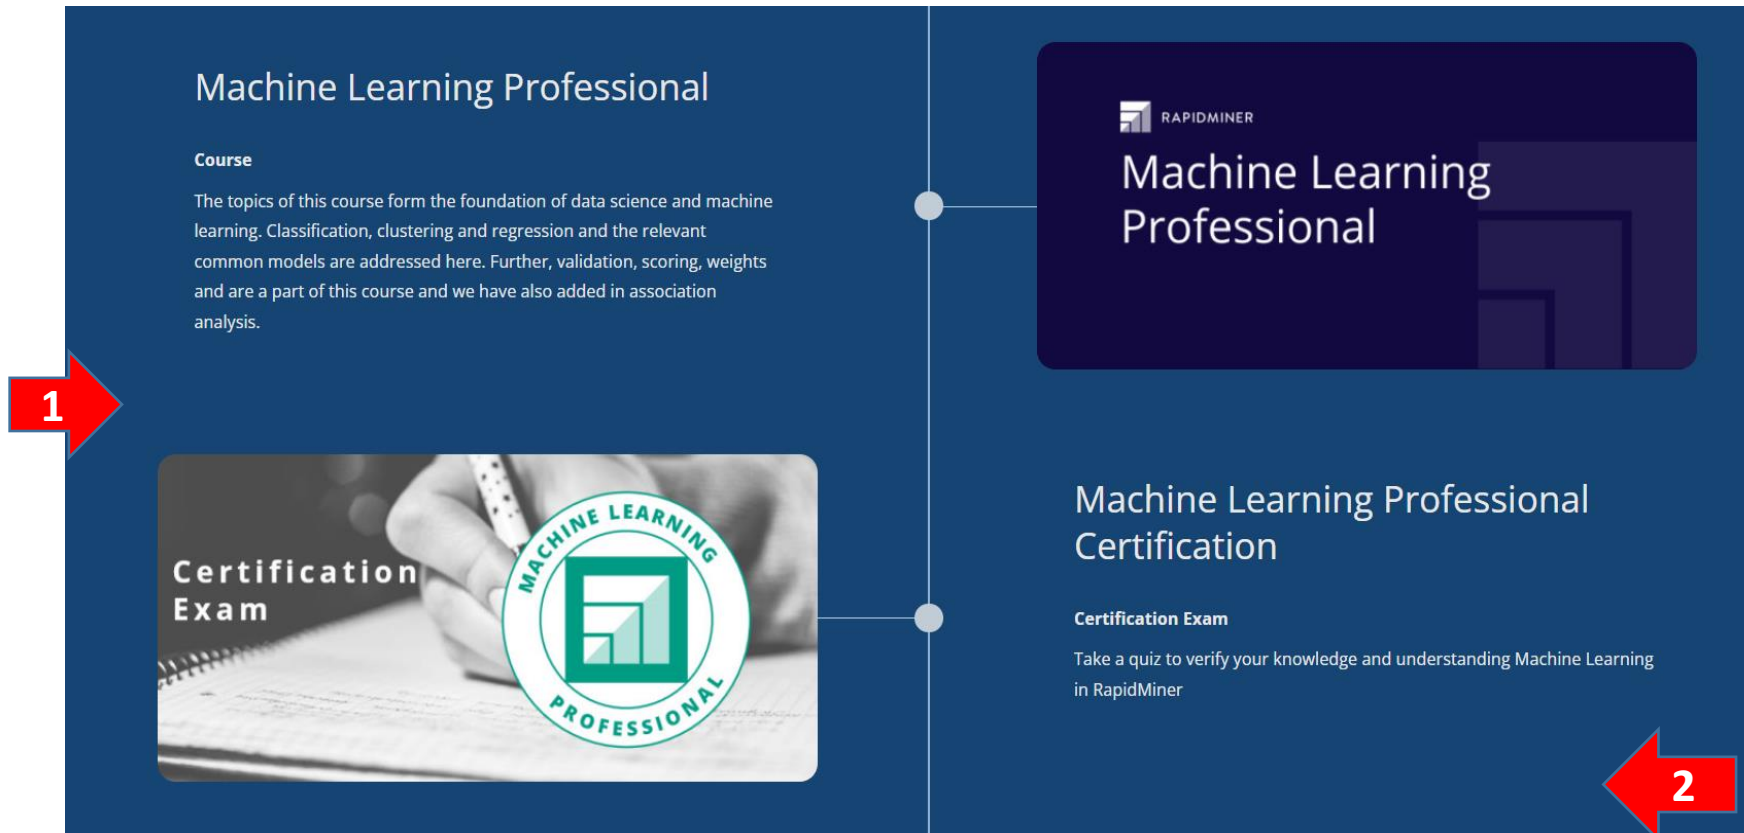 Machine Learning Professional
Course
The topics of this course form the foundation of data science and machine
learning. Classification, clustering and regression and the relevant
common models are addressed here. Further, validation, scoring, weights
and are a part of this course and we have also added in association
analysis.
RAPIDMINER
Machine Learning
Professional
1
Certification
Exam
MACHINE LEARNING
PROFESSIONAL
Machine Learning Professional
Certification
Certification Exam
Take a quiz to verify your knowledge and understanding Machine Learning
in RapidMiner
2